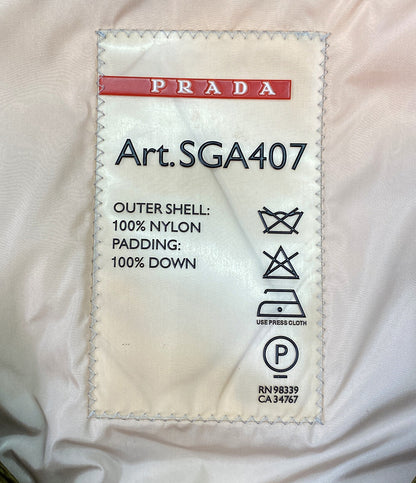 PRADA
Art.SGA407
OUTER SHELL:
100% NYLON
PADDING:
100% DOWN
USE PRESS CLOTH
P
RN 98339
CA 34767